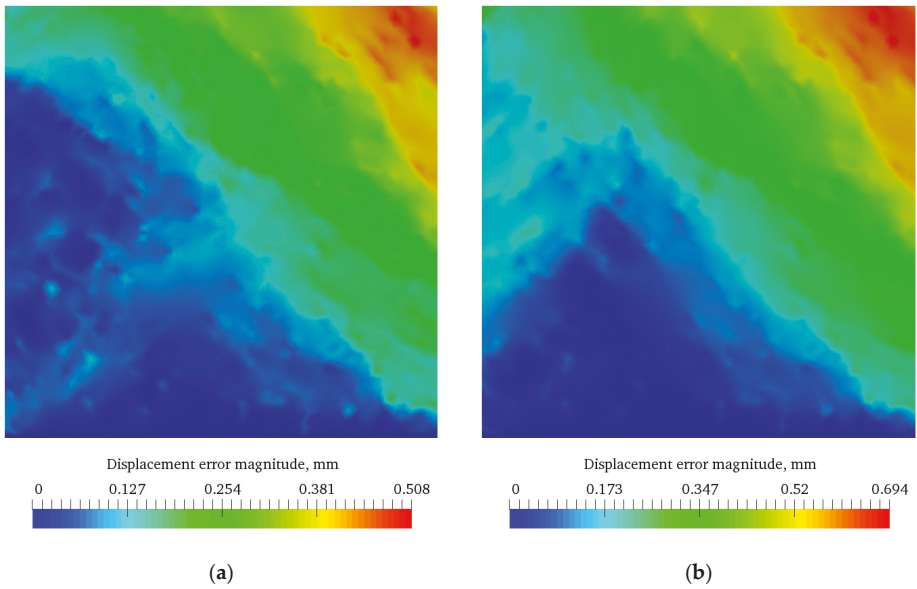 Displacement error magnitude, mm
0 0.127 0.254 0.381 0.508
(a)
Displacement error magnitude, mm
0 0.173 0.347 0.52 0.694
(b)